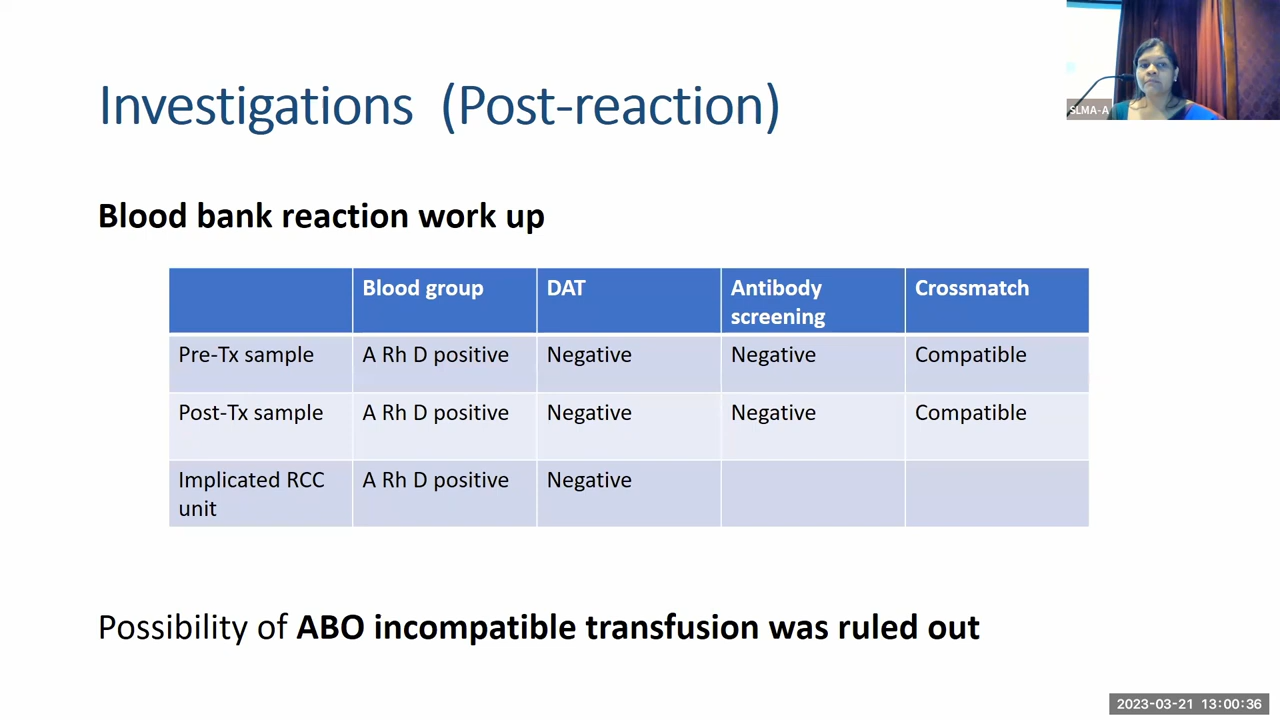 SLMA-A
Investigations (Post-reaction)
Blood bank reaction work up
Blood group DAT Antibody screening Crossmatch
Pre-Tx sample A Rh D positive Negative Negative Compatible
Post-Tx sample A Rh D positive Negative Negative Compatible
Implicated RCC unit A Rh D positive Negative
Possibility of ABO incompatible transfusion was ruled out
2023-03-21 13:00:36